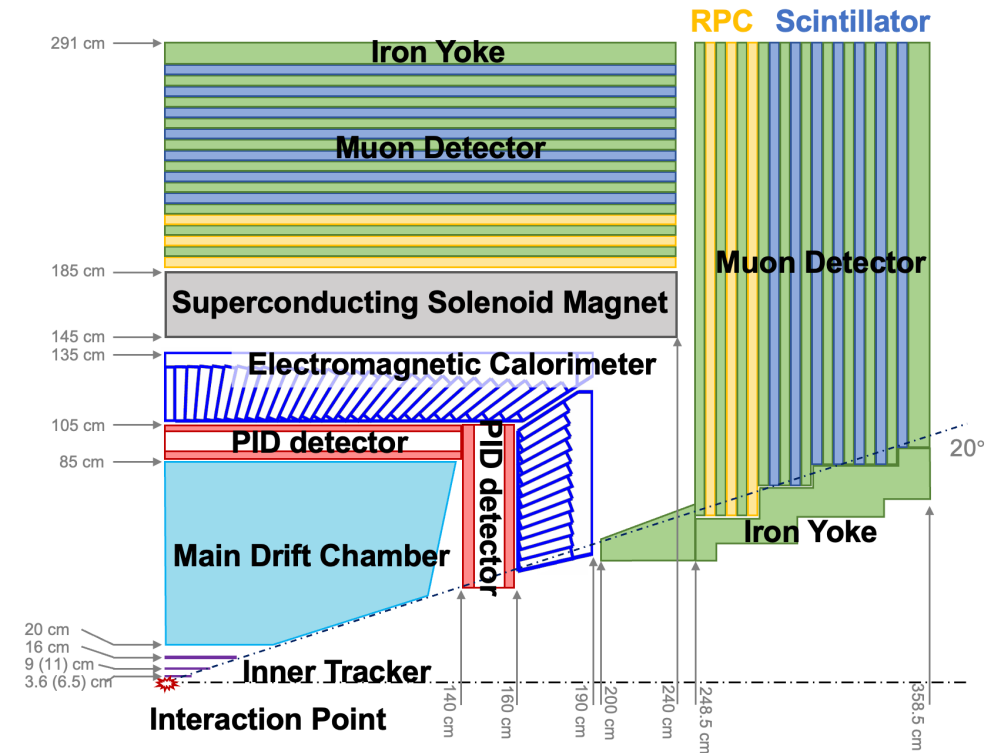 RPC Scintillator
291 cm
Iron Yoke
Muon Detector
Muon Detector
185 cm
Superconducting Solenoid Magnet
145 cm
135 cm
Electromagnetic Calorimeter
105 cm
PID detector
PID detector
85 cm
20°
Main Drift Chamber
Iron Yoke
20 cm
16 cm
9 (11) cm
3.6 (6.5) cm
Inner Tracker
Interaction Point
140 cm
160 cm
190 cm
200 cm
240 cm
248.5 cm
358.5 cm